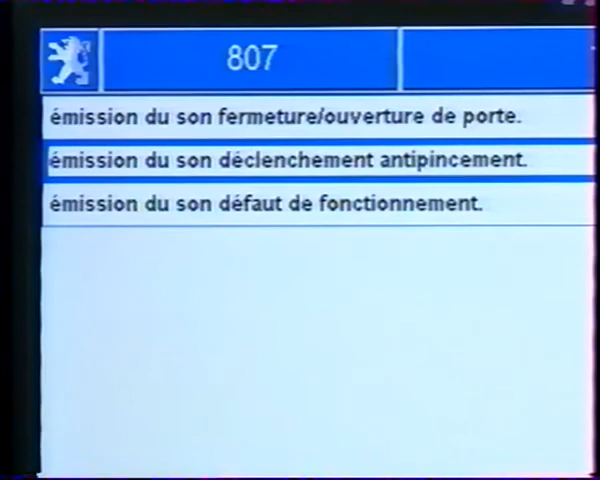 807
émission du son fermeture/ouverture de porte.
émission du son déclenchement antipincement.
émission du son défaut de fonctionnement.